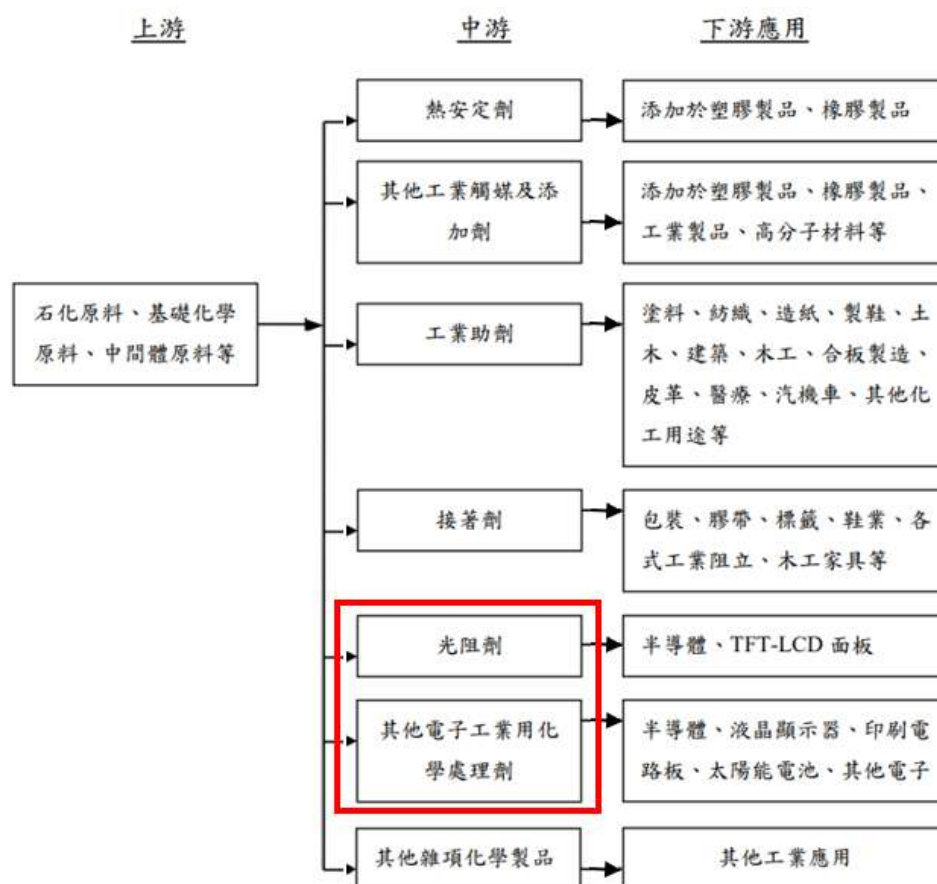 上游
中游
下游應用
石化原料、基礎化學
原料、中間體原料等
熱安定劑
添加於塑膠製品、橡膠製品
其他工業觸媒及添
加劑
添加於塑膠製品、橡膠製品、
工業製品、高分子材料等
工業助劑
塗料、紡織、造紙、製鞋、土
木、建築、木工、合板製造、
皮革、醫療、汽機車、其他化
工用途等
接著劑
包裝、膠帶、標籤、鞋業、各
式工業阻立、木工家具等
光阻劑
半導體、TFT-LCD 面板
其他電子工業用化
學處理劑
半導體、液晶顯示器、印刷電
路板、太陽能電池、其他電子
其他雜項化學製品
其他工業應用